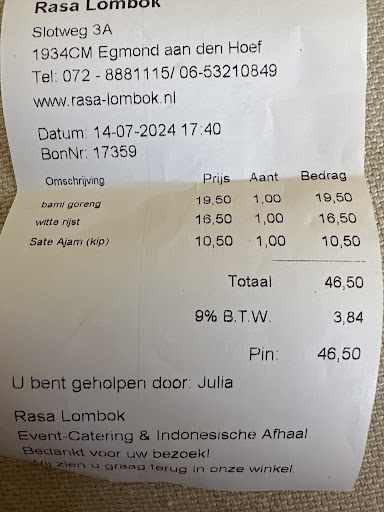 Rasa Lombok
Slotweg 3A
1934CM Egmond aan den Hoef
Tel: 072 - 8881115/ 06-53210849
www.rasa-lombok.nl
Datum: 14-07-2024 17:40
BonNr: 17359
Omschrijving Prijs Aant Bedrag
bami goreng 19,50 1,00 19,50
witte rijst 16,50 1,00 16,50
Sate Ajam (kip) 10,50 1,00 10,50
Totaal 46,50
9% B.T.W. 3,84
Pin: 46,50
U bent geholpen door: Julia
Rasa Lombok
Event-Catering & Indonesische Afhaal
Bedankt voor uw bezoek!
Wij zien u graag terug in onze winkel.